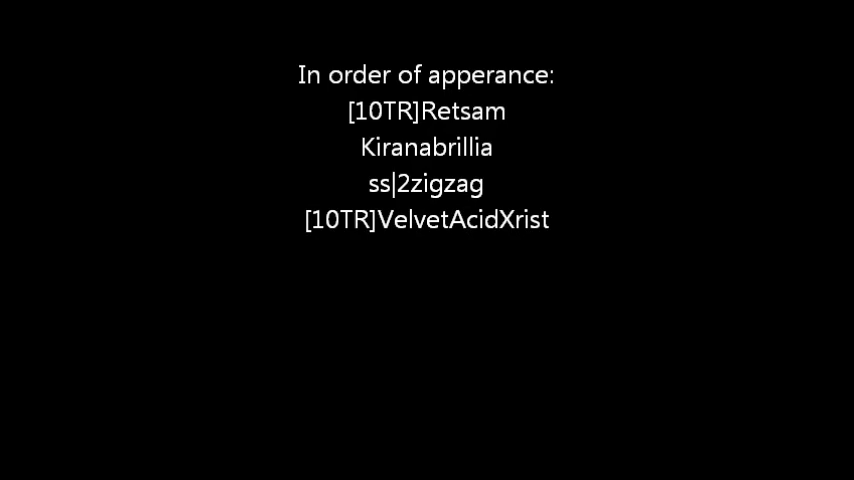 In order of apperance:
[10TR]Retsam
Kiranabrillia
ss|2zigzag
[10TR]VelvetAcidXrist